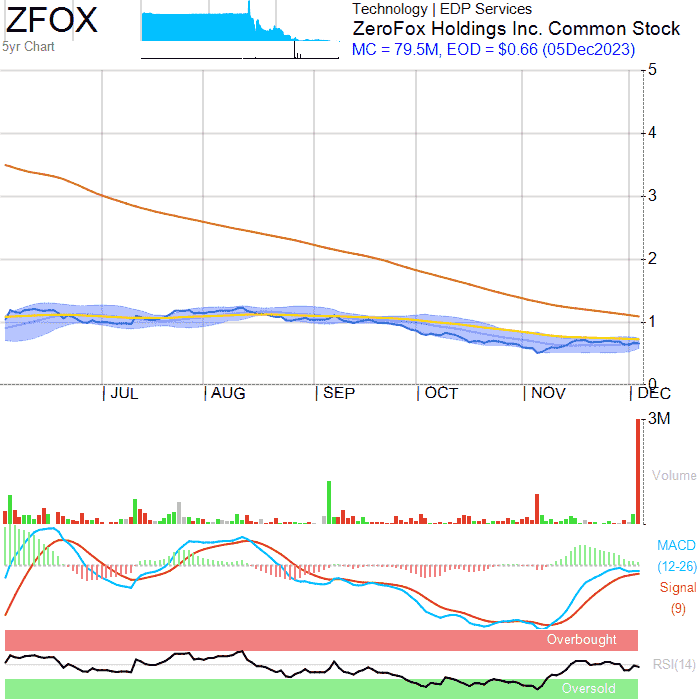 ZFOX
5yr Chart
Technology | EDP Services
ZeroFox Holdings Inc. Common Stock
MC = 79.5M, EOD = $0.66 (05Dec2023)
5
4
3
2
1
0
JUL
AUG
SEP
OCT
NOV
DEC
3M
Volume
MACD
(12-26)
Signal
(9)
Overbought
RSI(14)
Oversold